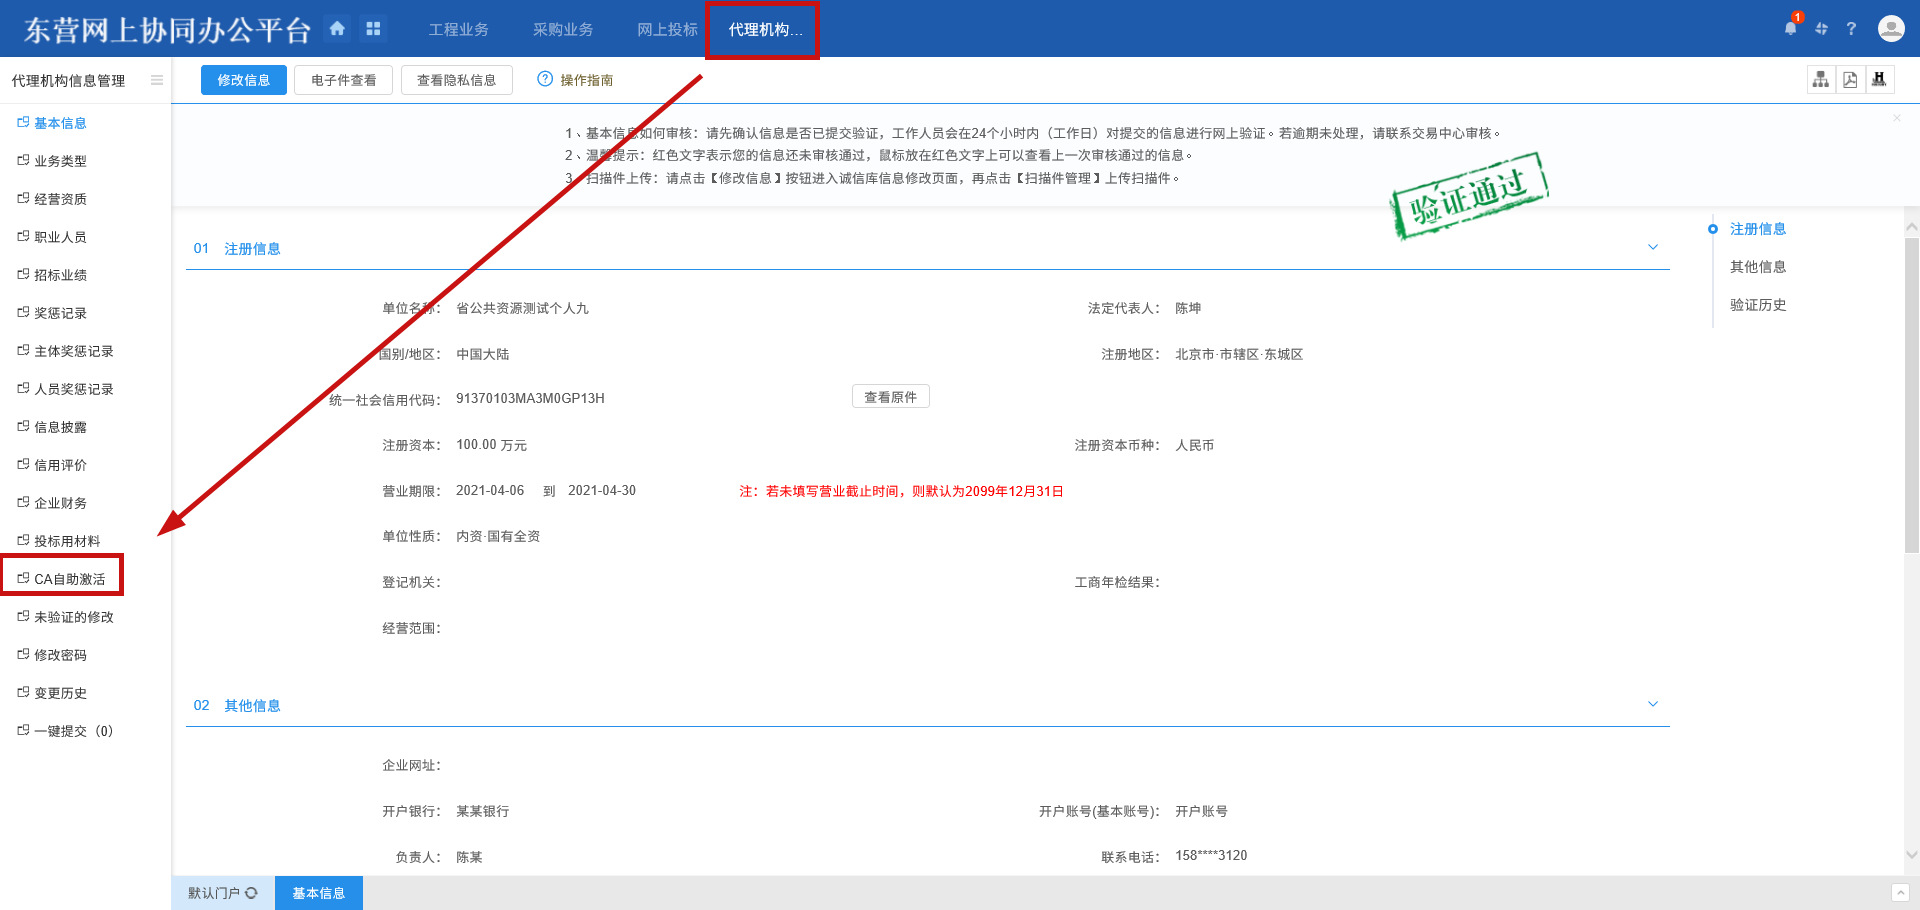 东营网上协同办公平台
工程业务 采购业务 网上投标 代理机构...
1 ?
代理机构信息管理
修改信息 电子件查看 查看隐私信息 ? 操作指南
基本信息
业务类型
经营资质
职业人员
招标业绩
奖惩记录
主体奖惩记录
人员奖惩记录
信息披露
信用评价
企业财务
投标用材料
CA自助激活
未验证的修改
修改密码
变更历史
一键提交（0）
1、基本信息如何审核：请先确认信息是否已提交验证，工作人员会在24个小时内（工作日）对提交的信息进行网上验证。若逾期未处理，请联系交易中心审核。
2、温馨提示：红色文字表示您的信息还未审核通过，鼠标放在红色文字上可以查看上一次审核通过的信息。
3、扫描件上传：请点击【修改信息】按钮进入诚信库信息修改页面，再点击【扫描件管理】上传扫描件。
验证通过
01 注册信息
单位名称： 省公共资源测试个人九 法定代表人： 陈坤
国别/地区： 中国大陆 注册地区： 北京市·市辖区·东城区
统一社会信用代码： 91370103MA3M0GP13H 查看原件
注册资本： 100.00 万元 注册资本币种： 人民币
营业期限： 2021-04-06 到 2021-04-30 注：若未填写营业截止时间，则默认为2099年12月31日
单位性质： 内资·国有全资
登记机关： 工商年检结果：
经营范围：
02 其他信息
企业网址：
开户银行： 某某银行 开户账号(基本账号)： 开户账号
负责人： 陈某 联系电话： 158****3120
注册信息
其他信息
验证历史
默认门户 基本信息